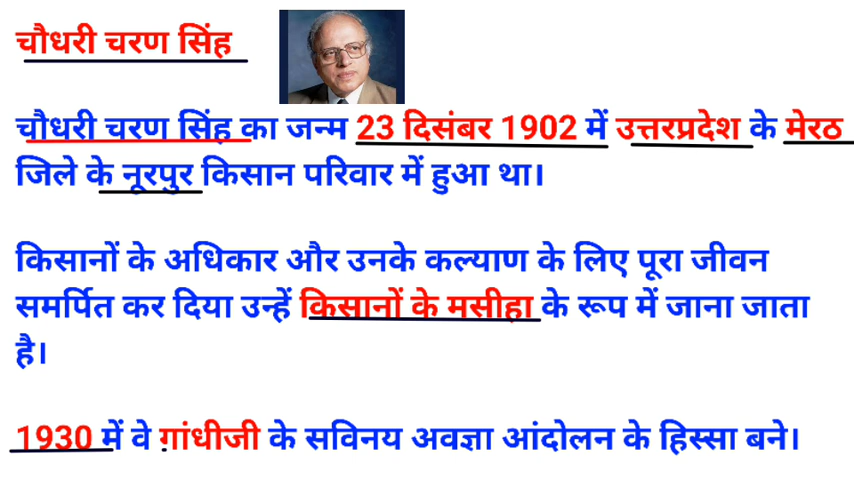 चौधरी चरण सिंह
चौधरी चरण सिंह का जन्म 23 दिसंबर 1902 में उत्तरप्रदेश के मेरठ
जिले के नूरपुर किसान परिवार में हुआ था।
किसानों के अधिकार और उनके कल्याण के लिए पूरा जीवन
समर्पित कर दिया उन्हें किसानों के मसीहा के रूप में जाना जाता
है।
1930 में वे गांधीजी के सविनय अवज्ञा आंदोलन के हिस्सा बने।